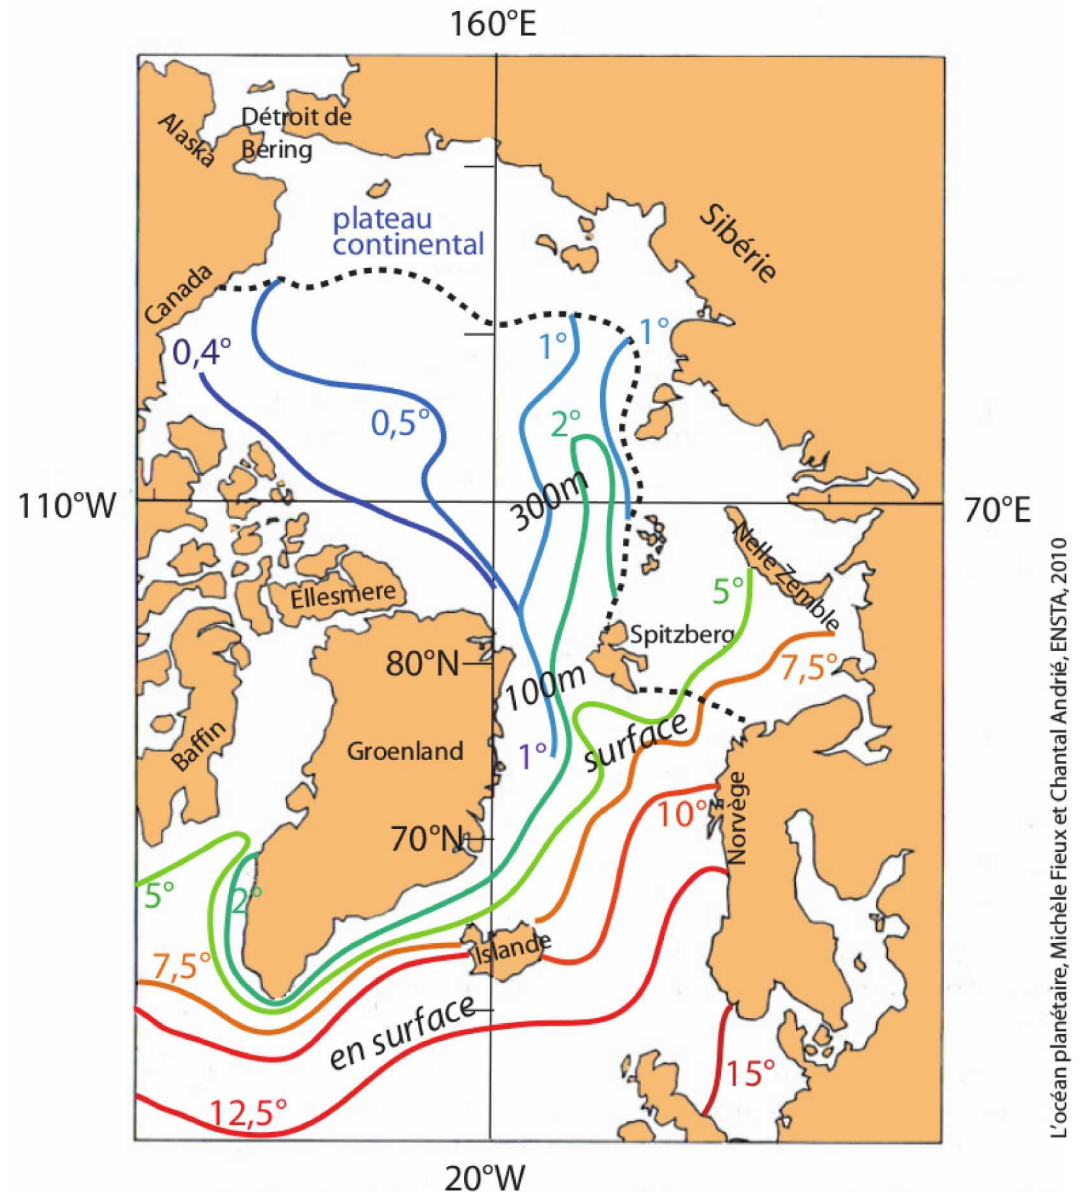 160°E
Détroit de
Bering
Alaska
plateau
continental
Sibérie
Canada
0,4°
1°
1°
0,5°
2°
300m
110°W
70°E
Nelle Zemble
5°
Ellesmere
Spitzberg
80°N
7,5°
100m
surface
Baffin
Groenland
1°
10°
Norvège
70°N
5°
2°
7,5°
Islande
en surface
15°
12,5°
20°W
L'océan planétaire, Michèle Fieux et Chantal Andrié, ENSTA, 2010